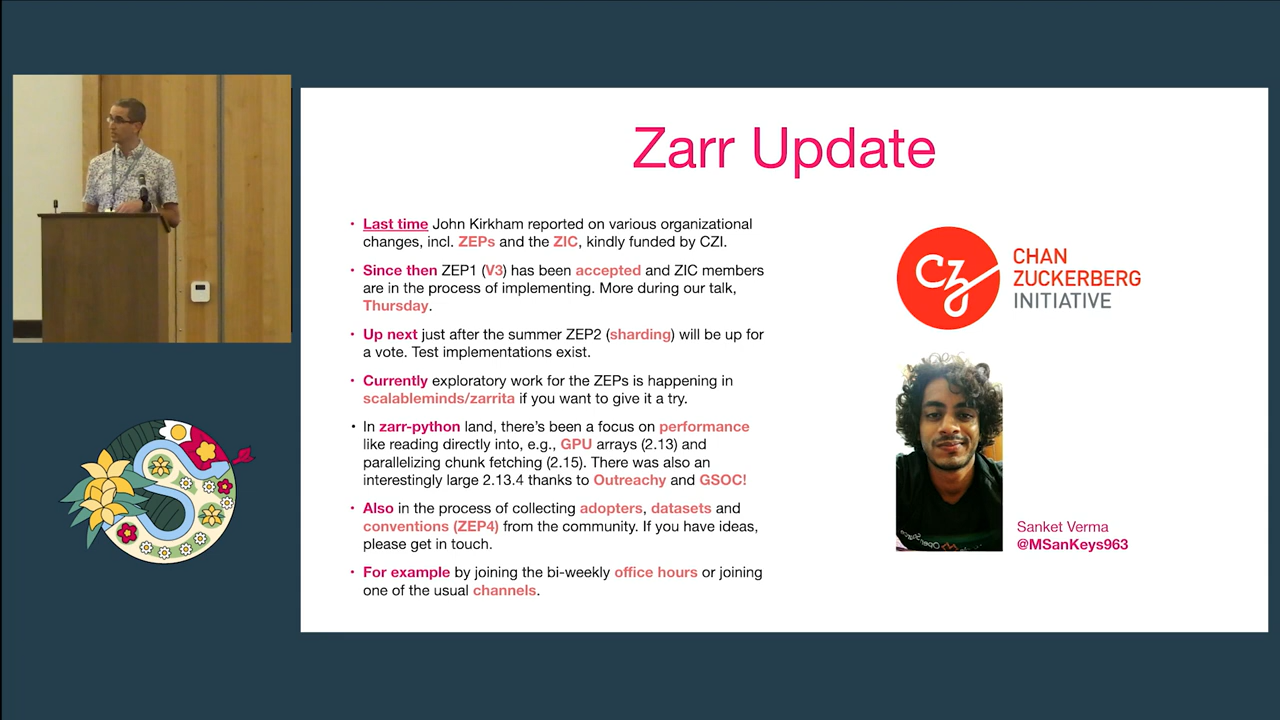 Zarr Update
• Last time John Kirkham reported on various organizational
changes, incl. ZEPs and the ZIC, kindly funded by CZI.
• Since then ZEP1 (V3) has been accepted and ZIC members
are in the process of implementing. More during our talk,
Thursday.
• Up next just after the summer ZEP2 (sharding) will be up for
a vote. Test implementations exist.
• Currently exploratory work for the ZEPs is happening in
scalableminds/zarrita if you want to give it a try.
• In zarr-python land, there's been a focus on performance
like reading directly into, e.g., GPU arrays (2.13) and
parallelizing chunk fetching (2.15). There was also an
interestingly large 2.13.4 thanks to Outreachy and GSOC!
• Also in the process of collecting adopters, datasets and
conventions (ZEP4) from the community. If you have ideas,
please get in touch.
• For example by joining the bi-weekly office hours or joining
one of the usual channels.
CZ
CHAN
ZUCKERBERG
INITIATIVE
Sanket Verma
@MSanKeys963